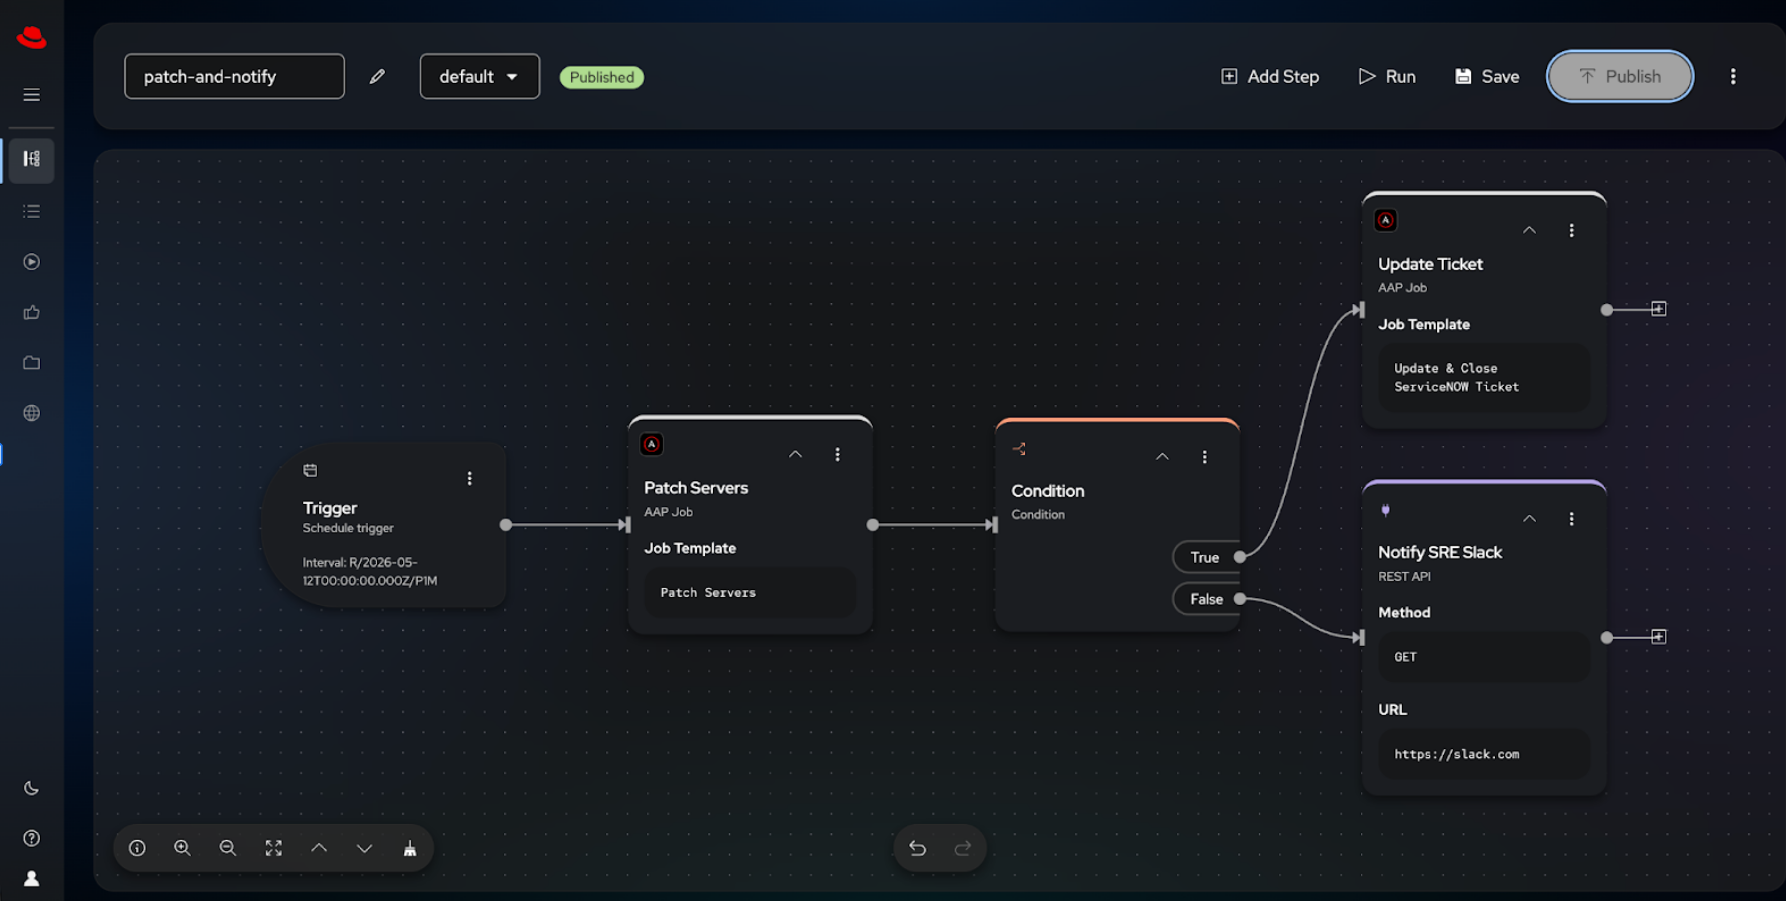 patch-and-notify
default
Published
Add Step
Run
Save
Publish
Trigger
Schedule trigger
Interval: R/2026-05-
12T00:00:00.000Z/P1M
Patch Servers
AAP Job
Job Template
Patch Servers
Condition
Condition
True
False
Update Ticket
AAP Job
Job Template
Update & Close
ServiceNOW Ticket
Notify SRE Slack
REST API
Method
GET
URL
https://slack.com